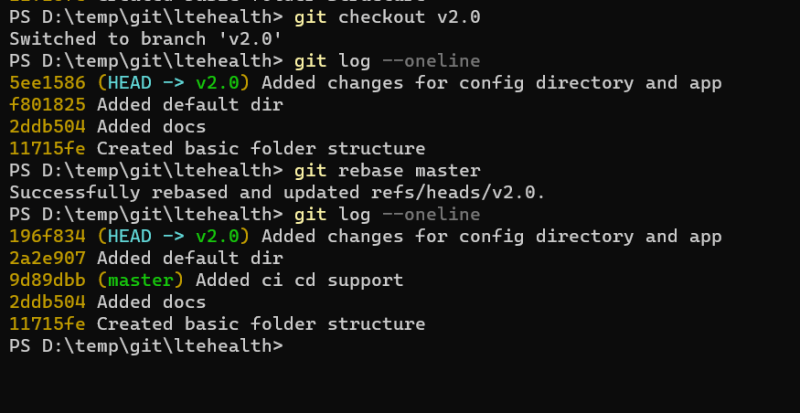 PS D:\temp\git\ltehealth> git checkout v2.0
Switched to branch 'v2.0'
PS D:\temp\git\ltehealth> git log --oneline
5ee1586 (HEAD -> v2.0) Added changes for config directory and app
f801825 Added default dir
2ddb504 Added docs
11715fe Created basic folder structure
PS D:\temp\git\ltehealth> git rebase master
Successfully rebased and updated refs/heads/v2.0.
PS D:\temp\git\ltehealth> git log --oneline
196f834 (HEAD -> v2.0) Added changes for config directory and app
2a2e907 Added default dir
9d89dbb (master) Added ci cd support
2ddb504 Added docs
11715fe Created basic folder structure
PS D:\temp\git\ltehealth>